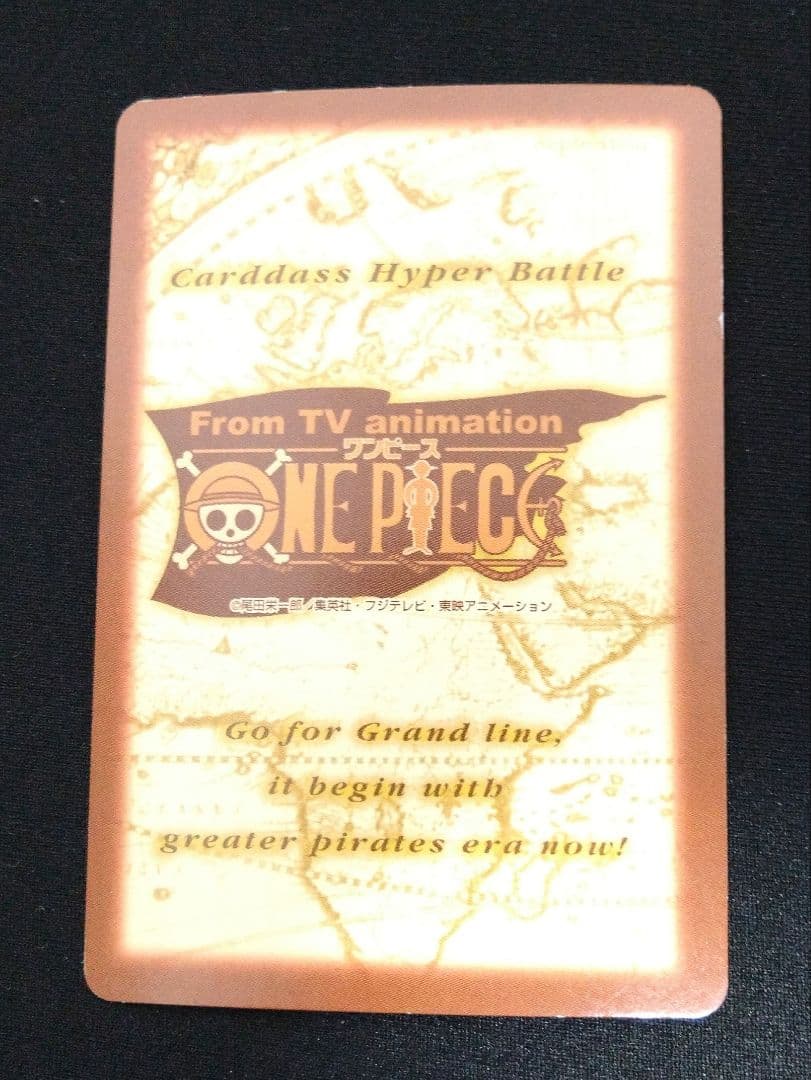 Carddass Hyper Battle
From TV animation
ワンピース
ONE PIECE
©尾田栄一郎/集英社・フジテレビ・東映アニメーション
Go for Grand line,
it begin with
greater pirates era now!